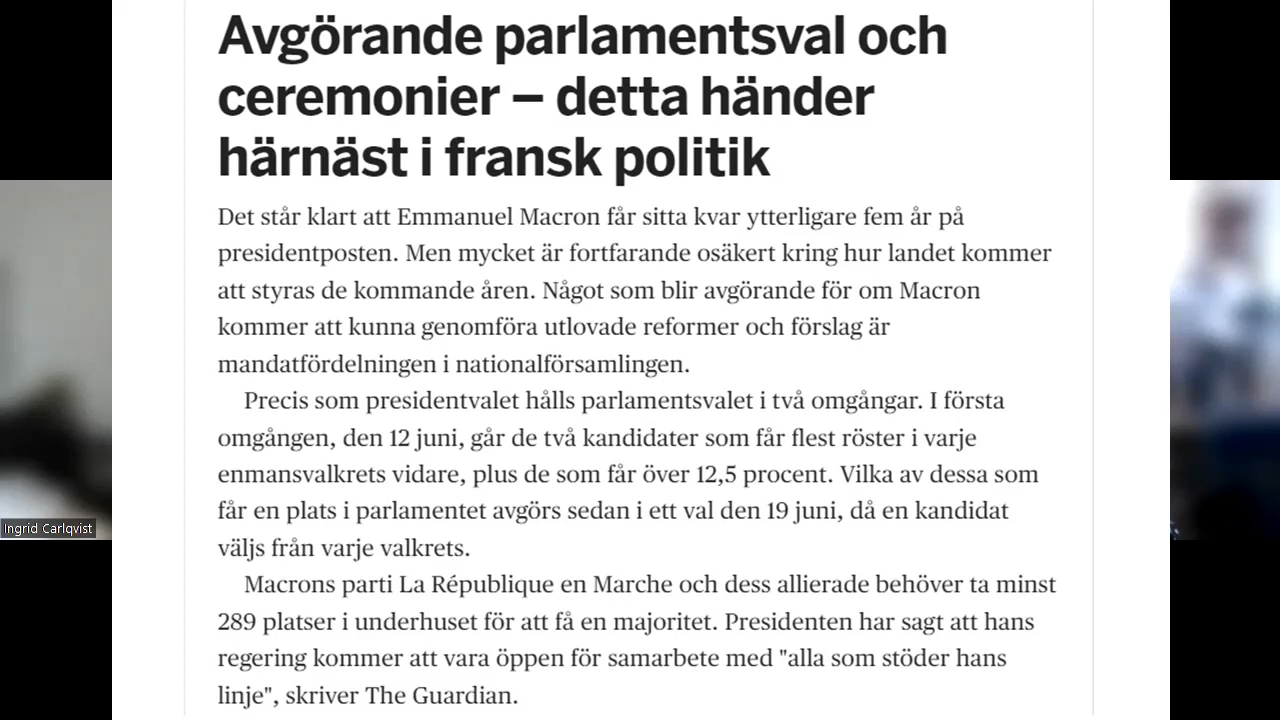 Avgörande parlamentsval och
ceremonier – detta händer
härnäst i fransk politik
Det står klart att Emmanuel Macron får sitta kvar ytterligare fem år på
presidentposten. Men mycket är fortfarande osäkert kring hur landet kommer
att styras de kommande åren. Något som blir avgörande för om Macron
kommer att kunna genomföra utlovade reformer och förslag är
mandatfördelningen i nationalförsamlingen.
Precis som presidentvalet hålls parlamentsvalet i två omgångar. I första
omgången, den 12 juni, går de två kandidater som får flest röster i varje
enmansvalkrets vidare, plus de som får över 12,5 procent. Vilka av dessa som
får en plats i parlamentet avgörs sedan i ett val den 19 juni, då en kandidat
väljs från varje valkrets.
Macrons parti La République en Marche och dess allierade behöver ta minst
289 platser i underhuset för att få en majoritet. Presidenten har sagt att hans
regering kommer att vara öppen för samarbete med "alla som stöder hans
linje", skriver The Guardian.
Ingrid Carlqvist